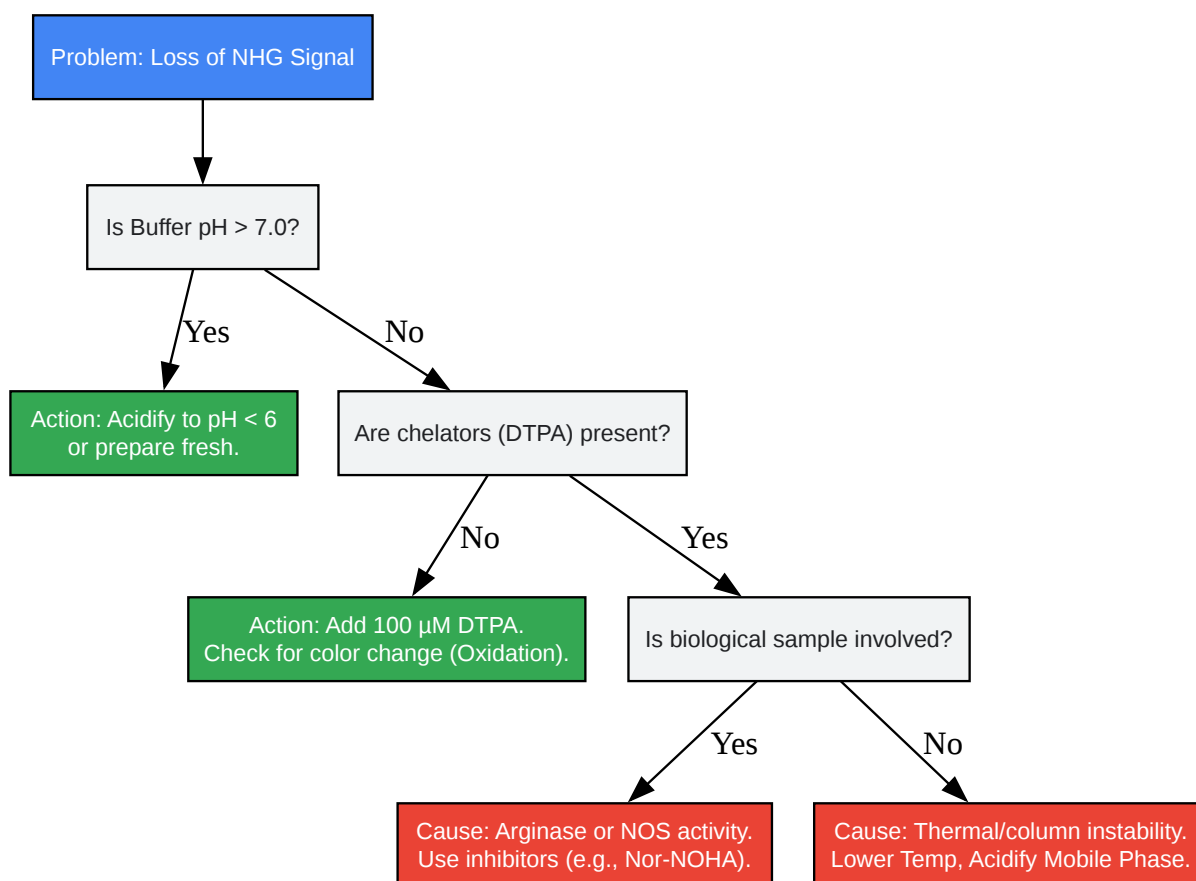 Problem: Loss of NHG Signal
Is Buffer pH > 7.0?
Yes
No
Action: Acidify to pH < 6
or prepare fresh.
Are chelators (DTPA) present?
No
Yes
Action: Add 100 µM DTPA.
Check for color change (Oxidation).
Is biological sample involved?
Yes
No
Cause: Arginase or NOS activity.
Use inhibitors (e.g., Nor-NOHA).
Cause: Thermal/column instability.
Lower Temp, Acidify Mobile Phase.